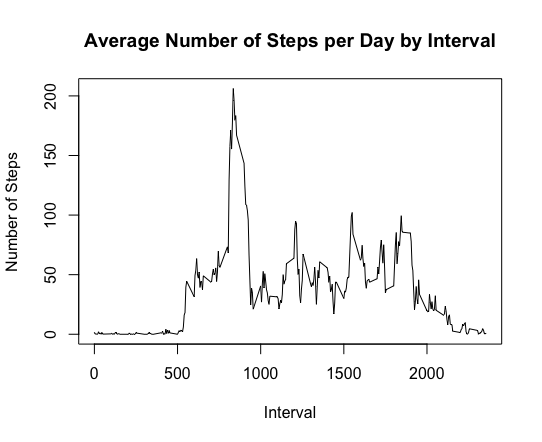 Average Number of Steps per Day by Interval
Number of Steps
200
150
100
50
0
0 500 1000 1500 2000
Interval